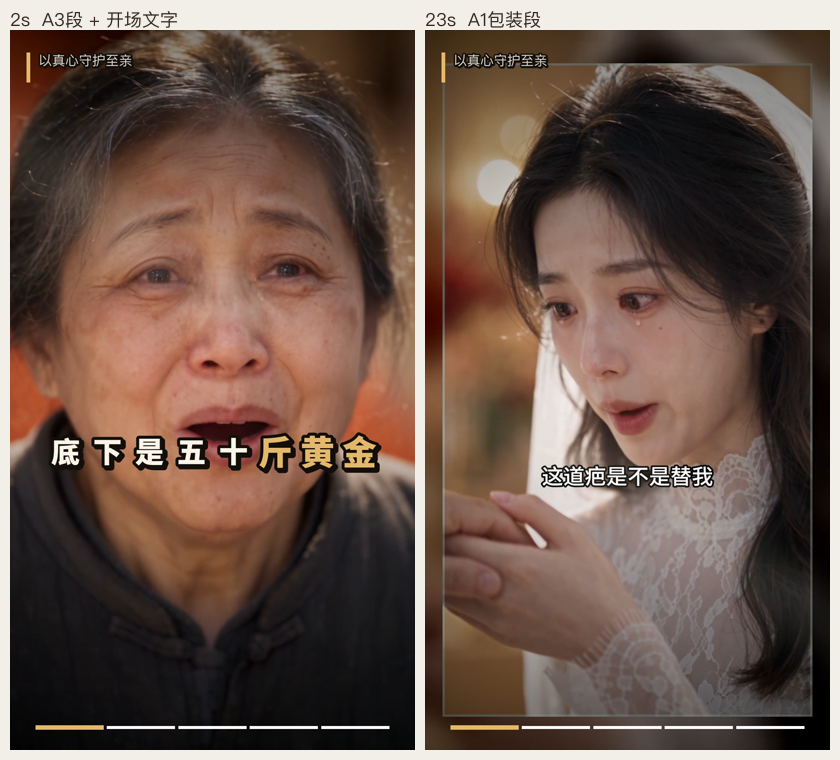 2s A3段 + 开场文字
23s A1包装段
以真心守护至亲
以真心守护至亲
底下是五十斤黄金
这道疤是不是替我